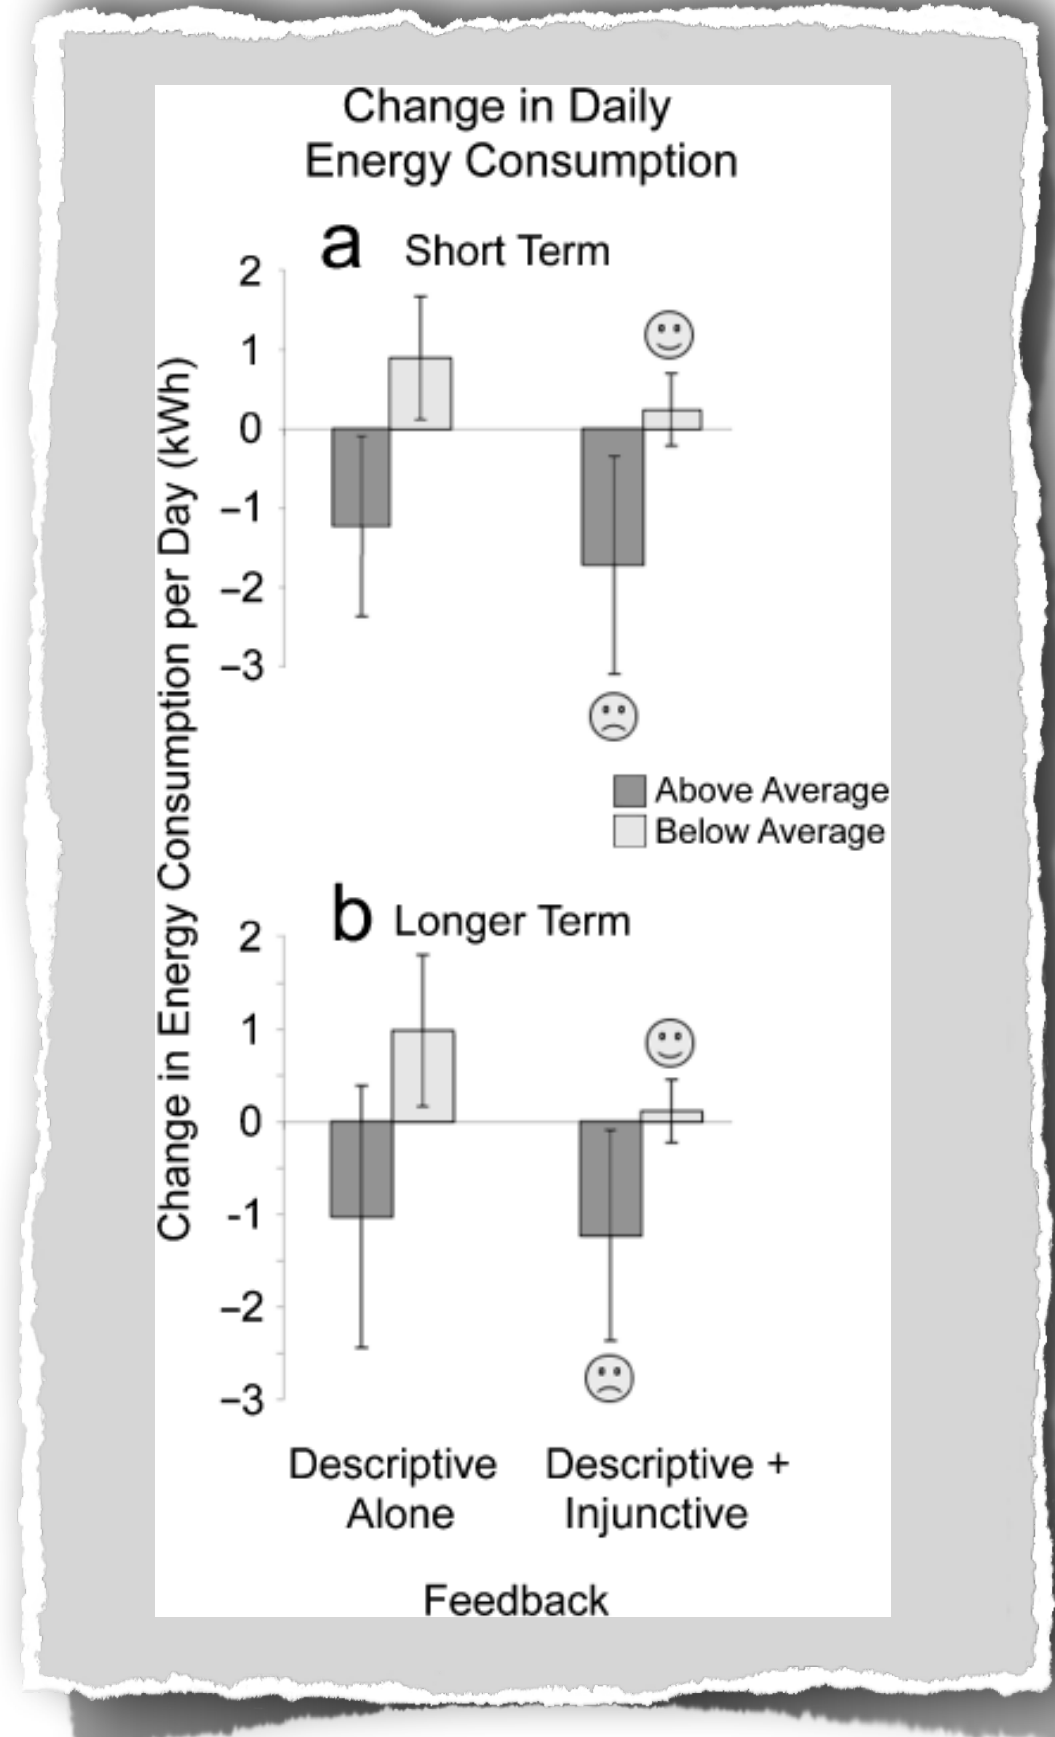 Change in Daily
Energy Consumption
Change in Energy Consumption per Day (kWh)
a Short Term
2
1
0
−1
−2
−3
Above Average
Below Average
b Longer Term
2
1
0
-1
−2
−3
Descriptive
Alone
Descriptive +
Injunctive
Feedback